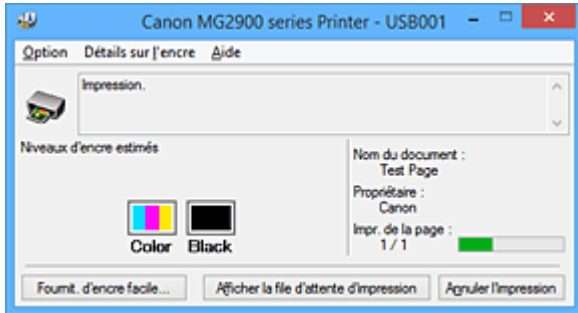 Canon MG2900 series Printer - USB001
Option Détails sur l'encre Aide
Impression.
Niveaux d'encre estimés
Nom du document :
Test Page
Propriétaire :
Canon
Impr. de la page :
1 / 1
Color Black
Fournit. d'encre facile... Afficher la file d'attente d'impression Annuler l'impression